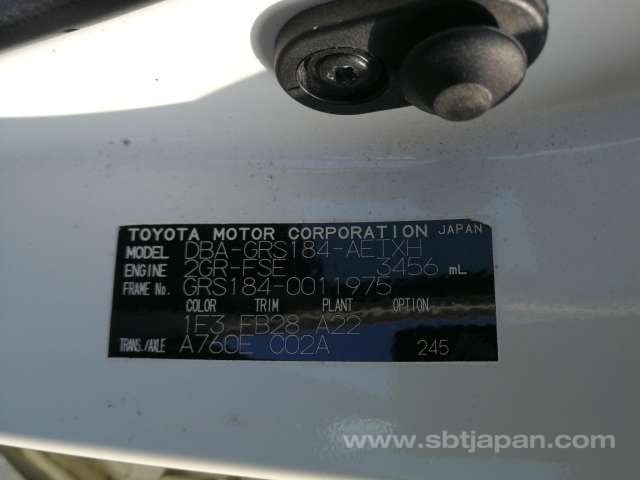 TOYOTA MOTOR CORPORATION JAPAN
MODEL DBA-GRS184-AETXH
ENGINE 2GR-FSE 3456 mL
FRAME No. GRS184-0011975
COLOR TRIM PLANT OPTION
1E3 FB28 A22
TRANS./AXLE A760E C02A 245
www.sbtjapan.com